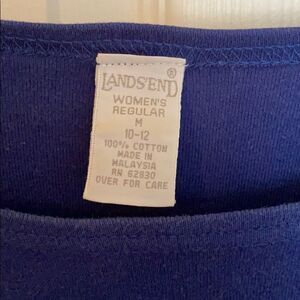 LANDS'END®
WOMEN'S
REGULAR
M
10-12
100% COTTON
MADE IN
MALAYSIA
RN 62830
OVER FOR CARE